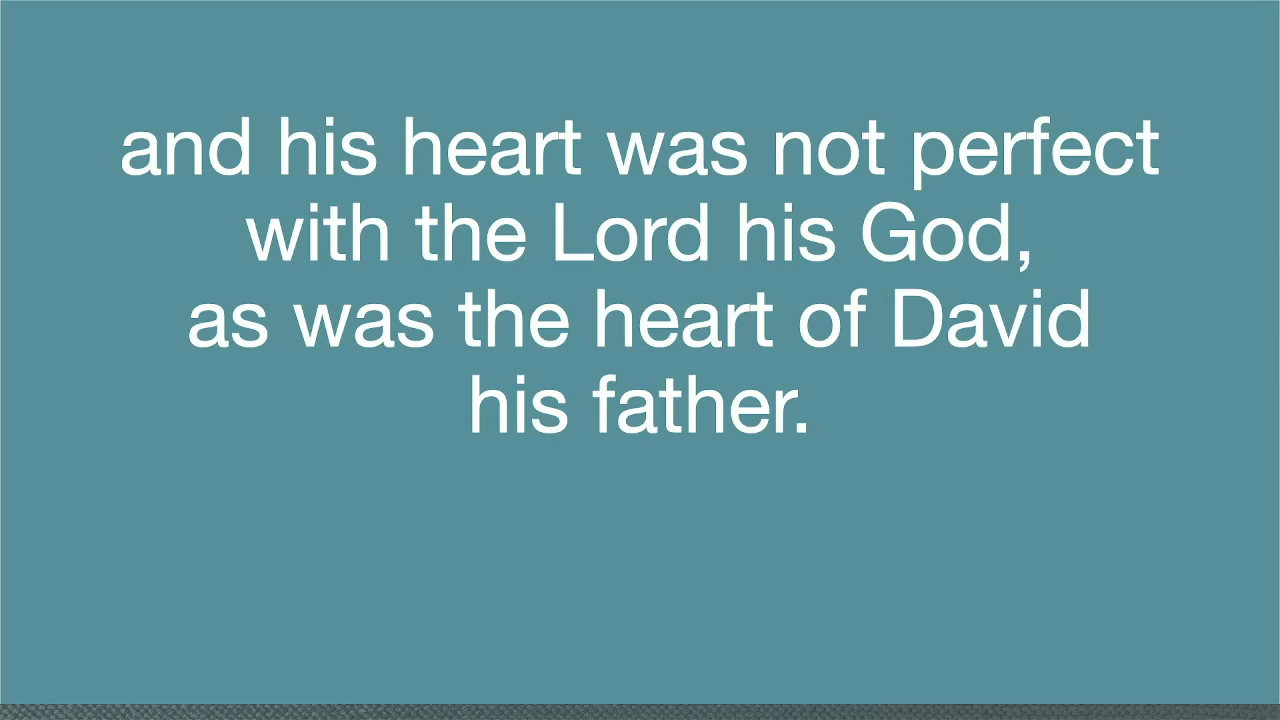 and his heart was not perfect
with the Lord his God,
as was the heart of David
his father.